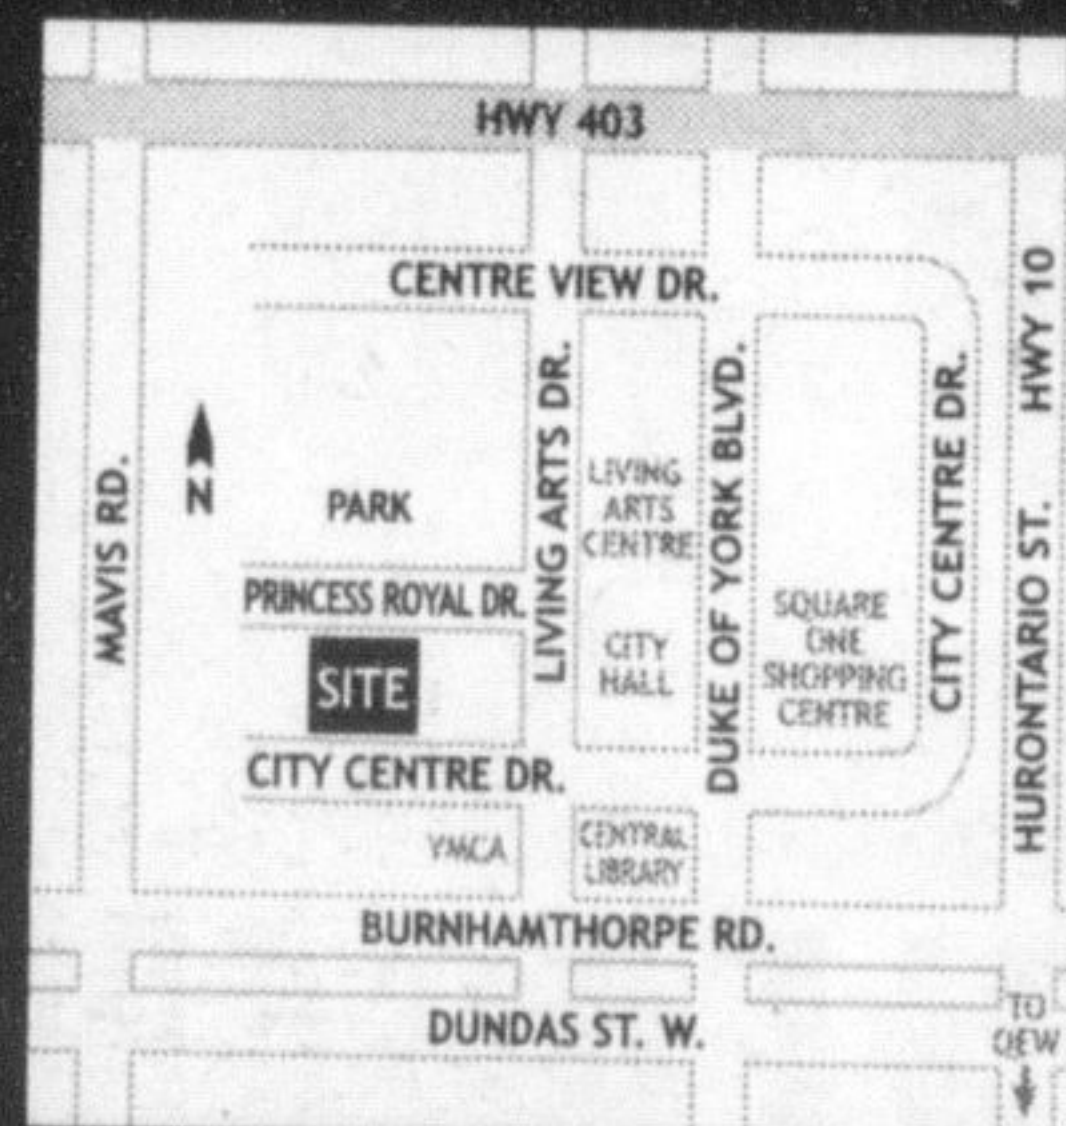 HWY 403
CENTRE VIEW DR.
HWY 10
LIVING ARTS DR.
DUKE OF YORK BLVD.
CITY CENTRE DR.
MAVIS RD.
N
PARK
LIVING
ARTS
CENTRE
HURONTARIO ST.
PRINCESS ROYAL DR.
SITE
CITY
HALL
SQUARE
ONE
SHOPPING
CENTRE
CITY CENTRE DR.
YMCA
CENTRAL
LIBRARY
BURNHAMTHORPE RD.
DUNDAS ST. W.
TO
QEW